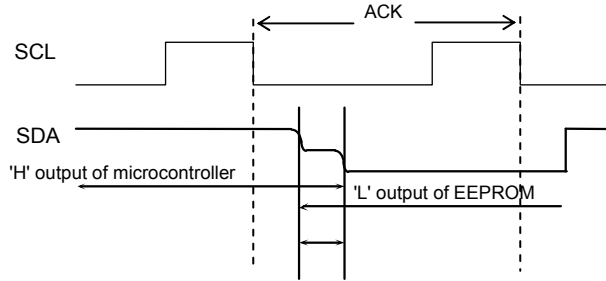 ACK
SCL
SDA
'H' output of microcontroller
'L' output of EEPROM